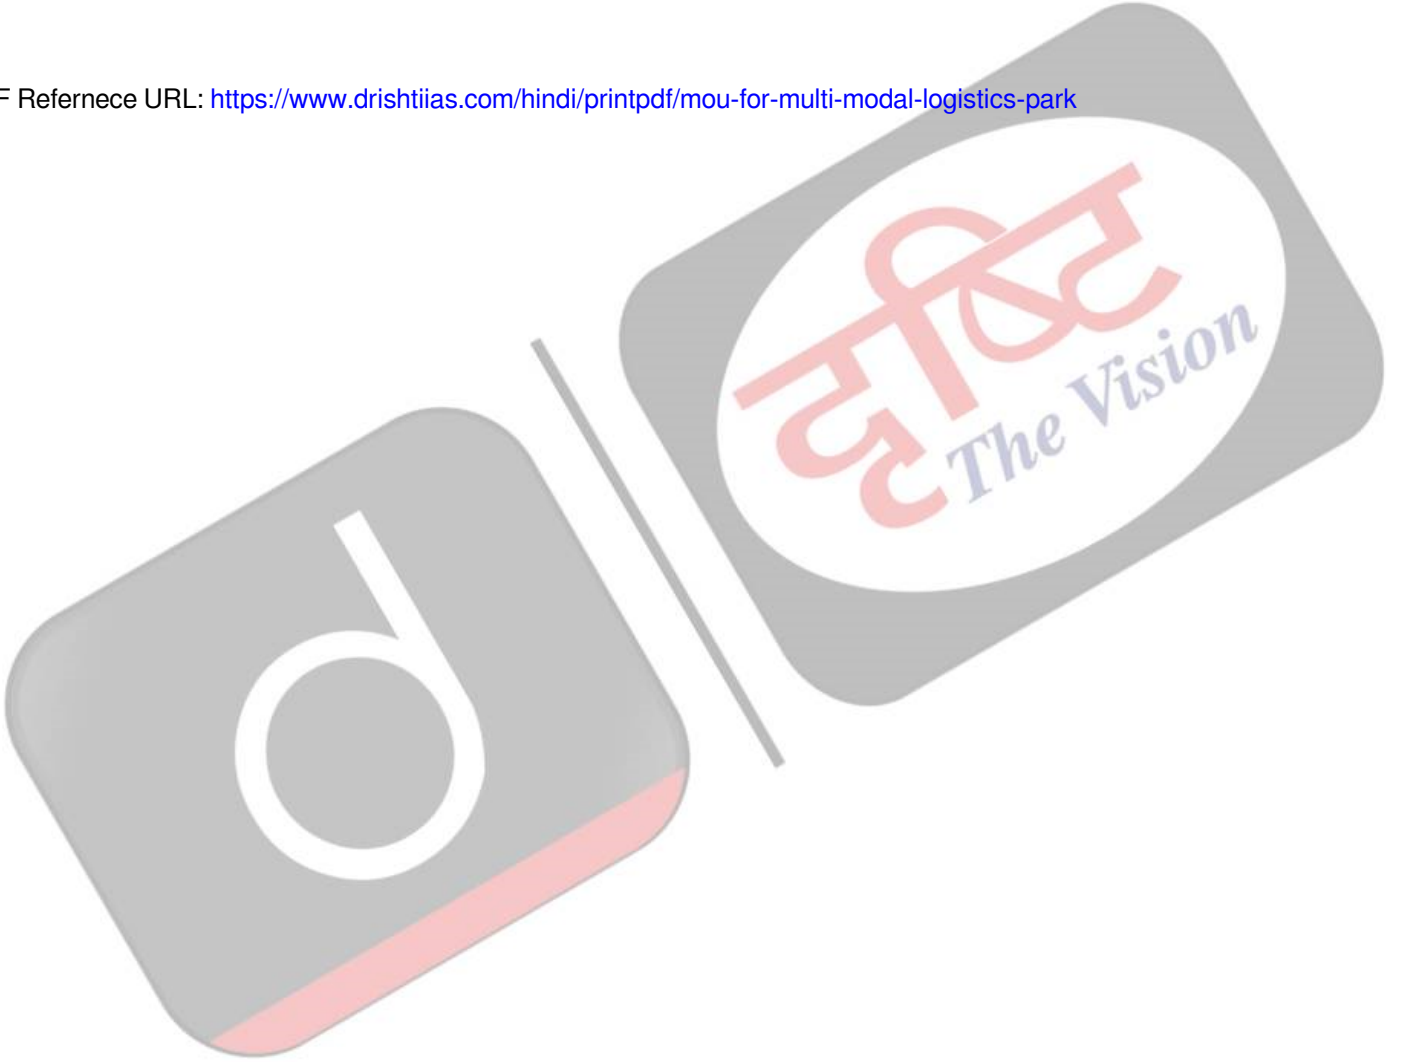 F Refernece URL: https://www.drishtiias.com/hindi/printpdf/mou-for-multi-modal-logistics-park
दृष्टि
The Vision
d